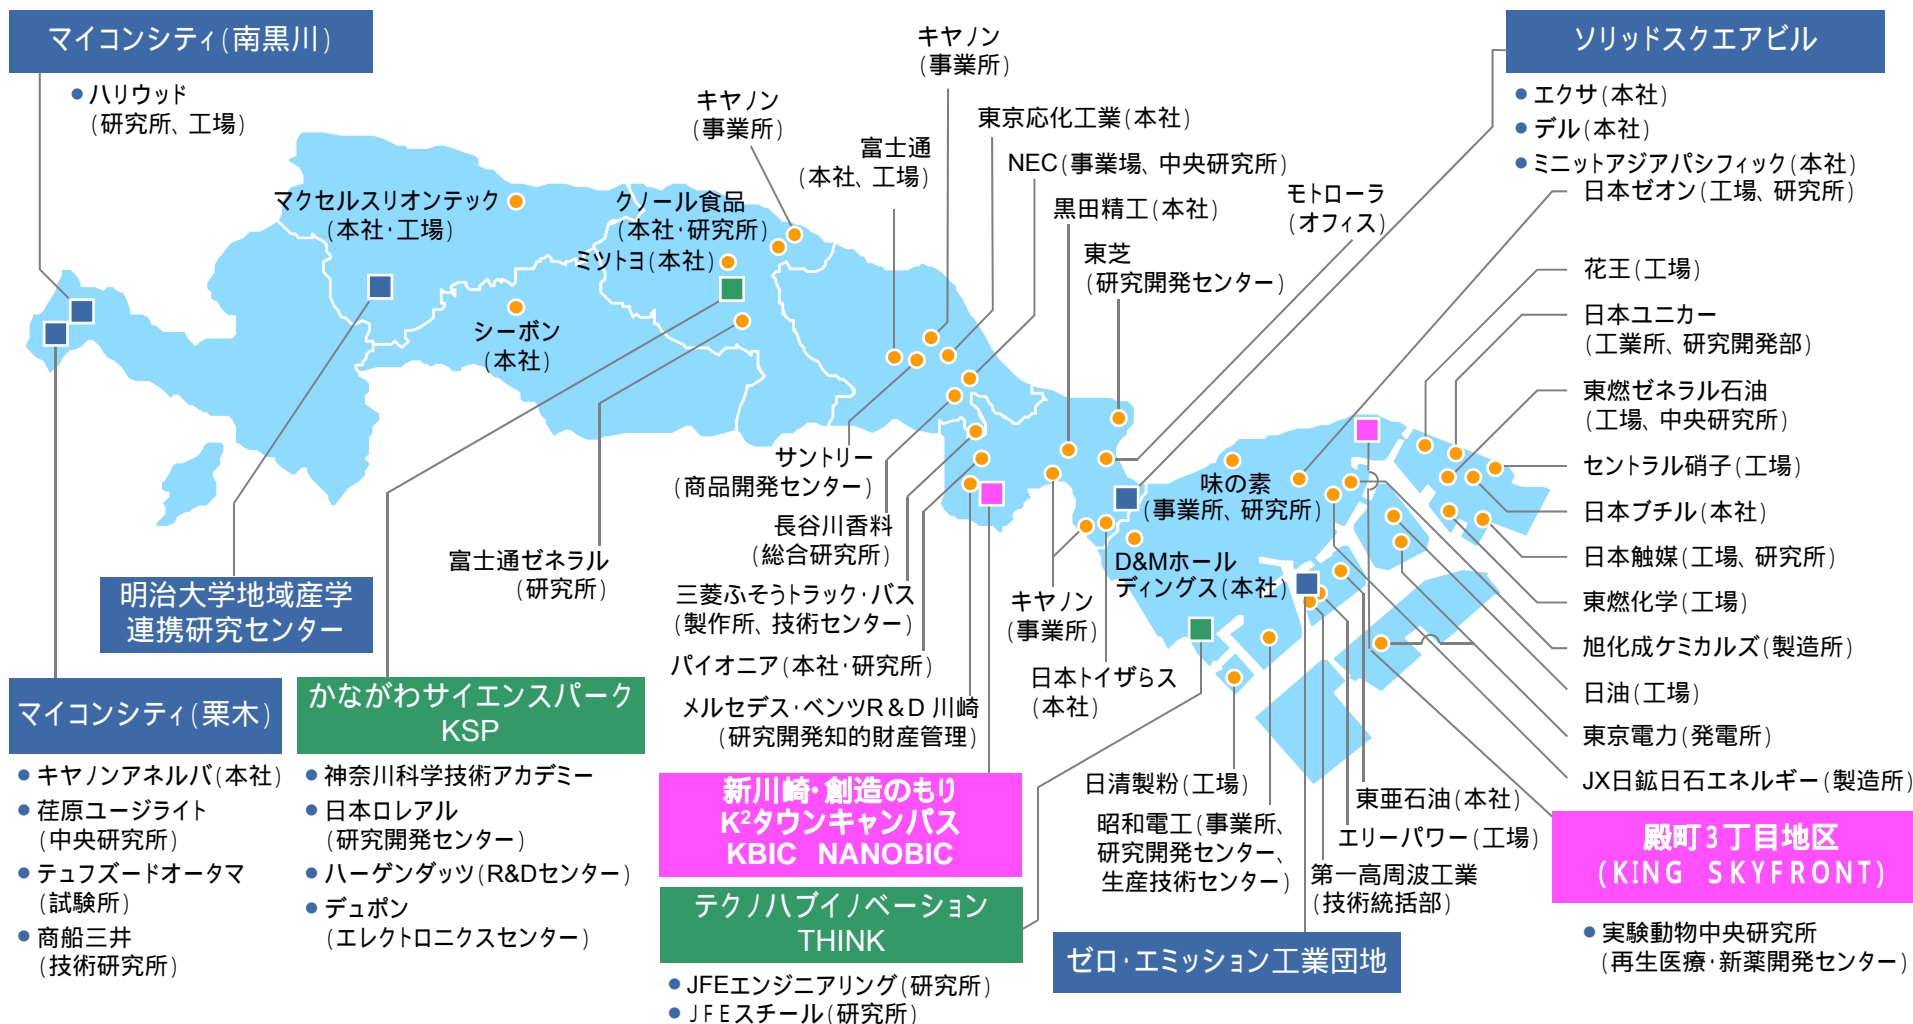 マイコンシティ(南黒川)
● ハリウッド
(研究所、工場)
キヤノン
(事業所)
キヤノン
(事業所)
富士通
(本社、工場)
東京応化工業(本社)
NEC(事業場、中央研究所)
黒田精工(本社)
東芝
(研究開発センター)
モトローラ
(オフィス)
ソリッドスクエアビル
● エクサ(本社)
● デル(本社)
● ミニットアジアパシフィック(本社)
日本ゼオン(工場、研究所)
花王(工場)
日本ユニカー
(工業所、研究開発部)
東燃ゼネラル石油
(工場、中央研究所)
セントラル硝子(工場)
日本ブチル(本社)
日本触媒(工場、研究所)
東燃化学(工場)
旭化成ケミカルズ(製造所)
日油(工場)
東京電力(発電所)
JX日鉱日石エネルギー(製造所)
マクセルスリオンテック
(本社・工場)
クノール食品
(本社・研究所)
ミツトヨ(本社)
シーボン
(本社)
サントリー
(商品開発センター)
長谷川香料
(総合研究所)
富士通ゼネラル
(研究所)
三菱ふそうトラック・バス
(製作所、技術センター)
パイオニア(本社・研究所)
メルセデス・ベンツR&D 川崎
(研究開発知的財産管理)
味の素
(事業所、研究所)
D&Mホール
ディングス(本社)
キヤノン
(事業所)
日本トイザらス
(本社)
日清製粉(工場)
昭和電工(事業所、
研究開発センター、
生産技術センター)
東亜石油(本社)
エリーパワー(工場)
第一高周波工業
(技術統括部)
明治大学地域産学
連携研究センター
マイコンシティ(栗木)
● キヤノンアネルバ(本社)
● 荏原ユージライト
(中央研究所)
● テュフズードオータマ
(試験所)
● 商船三井
(技術研究所)
かながわサイエンスパーク
KSP
● 神奈川科学技術アカデミー
● 日本ロレアル
(研究開発センター)
● ハーゲンダッツ(R&Dセンター)
● デュポン
(エレクトロニクスセンター)
新川崎・創造のもり
K²タウンキャンパス
KBIC NANOBIC
テクノハブイノベーション
THINK
● JFEエンジニアリング(研究所)
● JFEスチール(研究所)
ゼロ・エミッション工業団地
殿町3丁目地区
(KING SKYFRONT)
● 実験動物中央研究所
(再生医療・新薬開発センター)